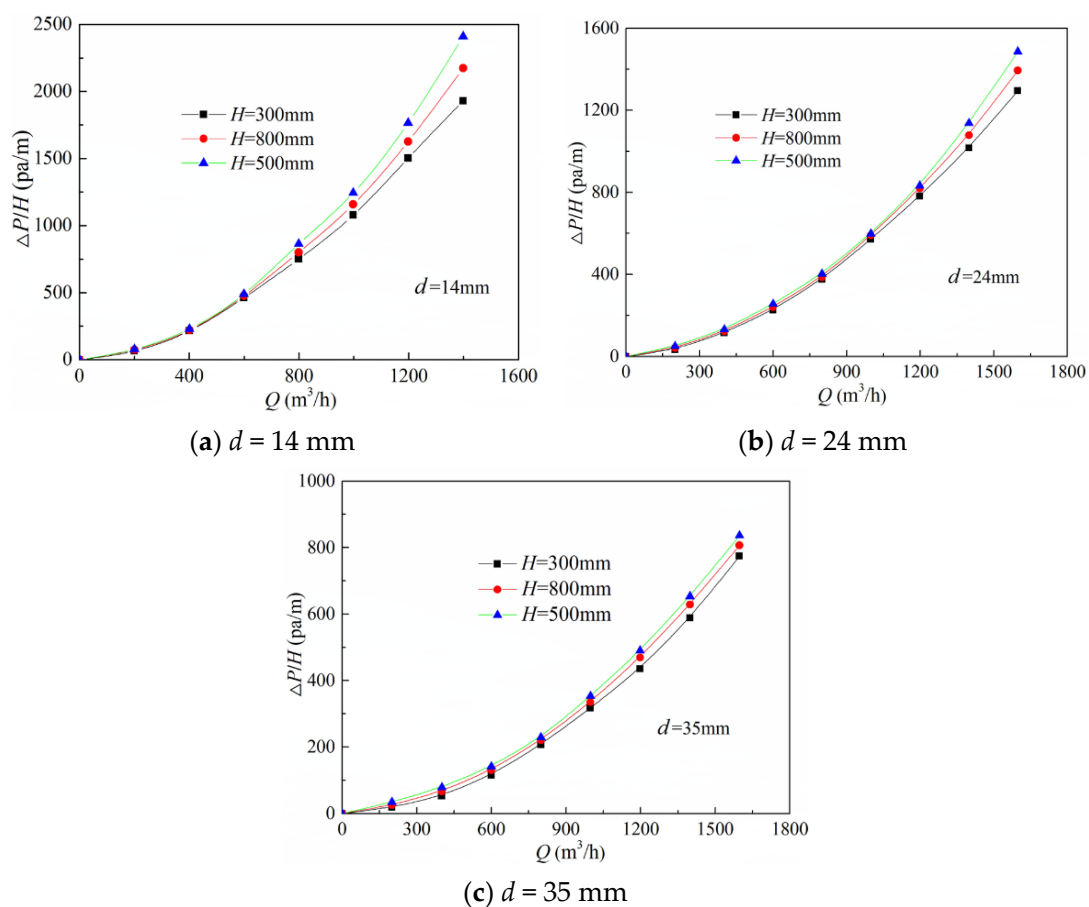 2500
2000
1500
1000
500
0
△P/H (pa/m)
H=300mm
H=800mm
H=500mm
d=14mm
0 400 800 1200 1600
Q (m³/h)
(a) d = 14 mm
1600
1200
800
400
0
△P/H (pa/m)
H=300mm
H=800mm
H=500mm
d=24mm
0 300 600 900 1200 1500 1800
Q (m³/h)
(b) d = 24 mm
1000
800
600
400
200
0
△P/H (pa/m)
H=300mm
H=800mm
H=500mm
d=35mm
0 300 600 900 1200 1500 1800
Q (m³/h)
(c) d = 35 mm